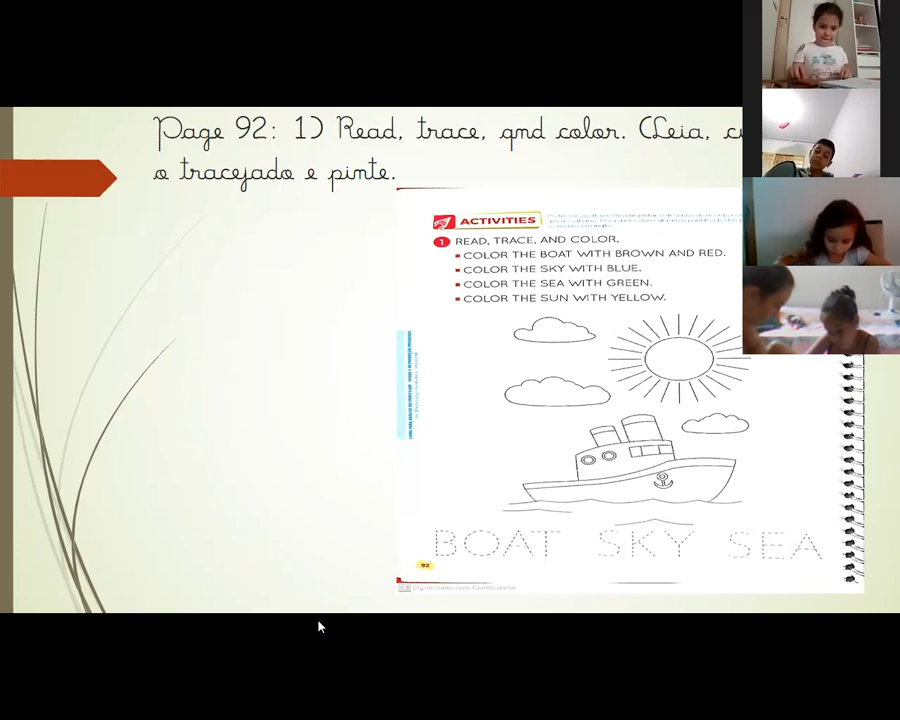 Page 92: 1) Read, trace, qnd color. (Leia,
o tracejado e pinte.
ACTIVITIES
1 READ, TRACE, AND COLOR.
▪ COLOR THE BOAT WITH BROWN AND RED.
▪ COLOR THE SKY WITH BLUE.
▪ COLOR THE SEA WITH GREEN.
▪ COLOR THE SUN WITH YELLOW.
BOAT SKY SEA
92